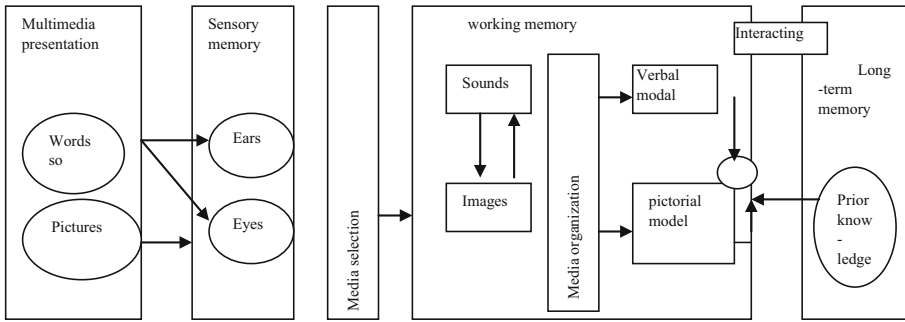 Multimedia
presentation
Words
so
Pictures
Sensory
memory
Ears
Eyes
Media selection
working memory
Sounds
Images
Media organization
Verbal
modal
pictorial
model
Interacting
Long
-term
memory
Prior
know
-
ledge